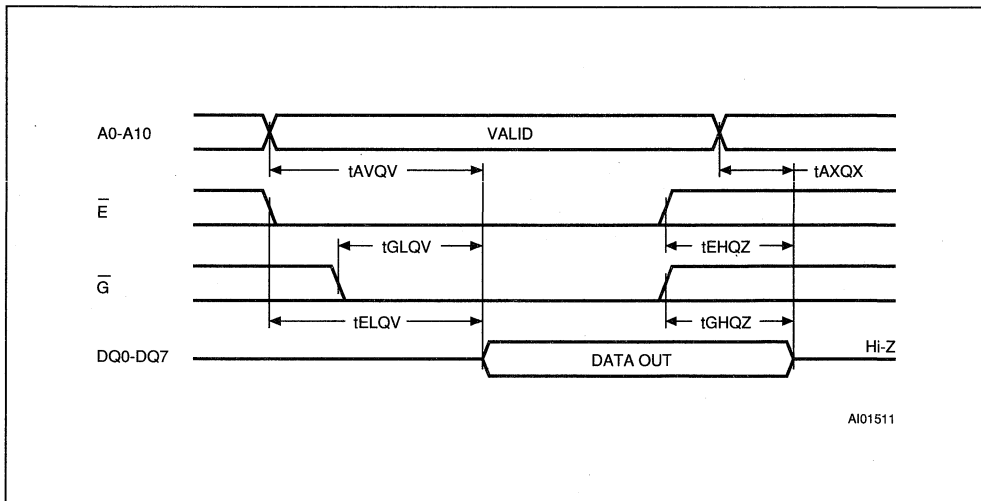 A0-A10
VALID
tAVQV
tAXQX
E
tGLQV
tEHQZ
G
tELQV
tGHQZ
DQ0-DQ7
DATA OUT
Hi-Z
AI01511